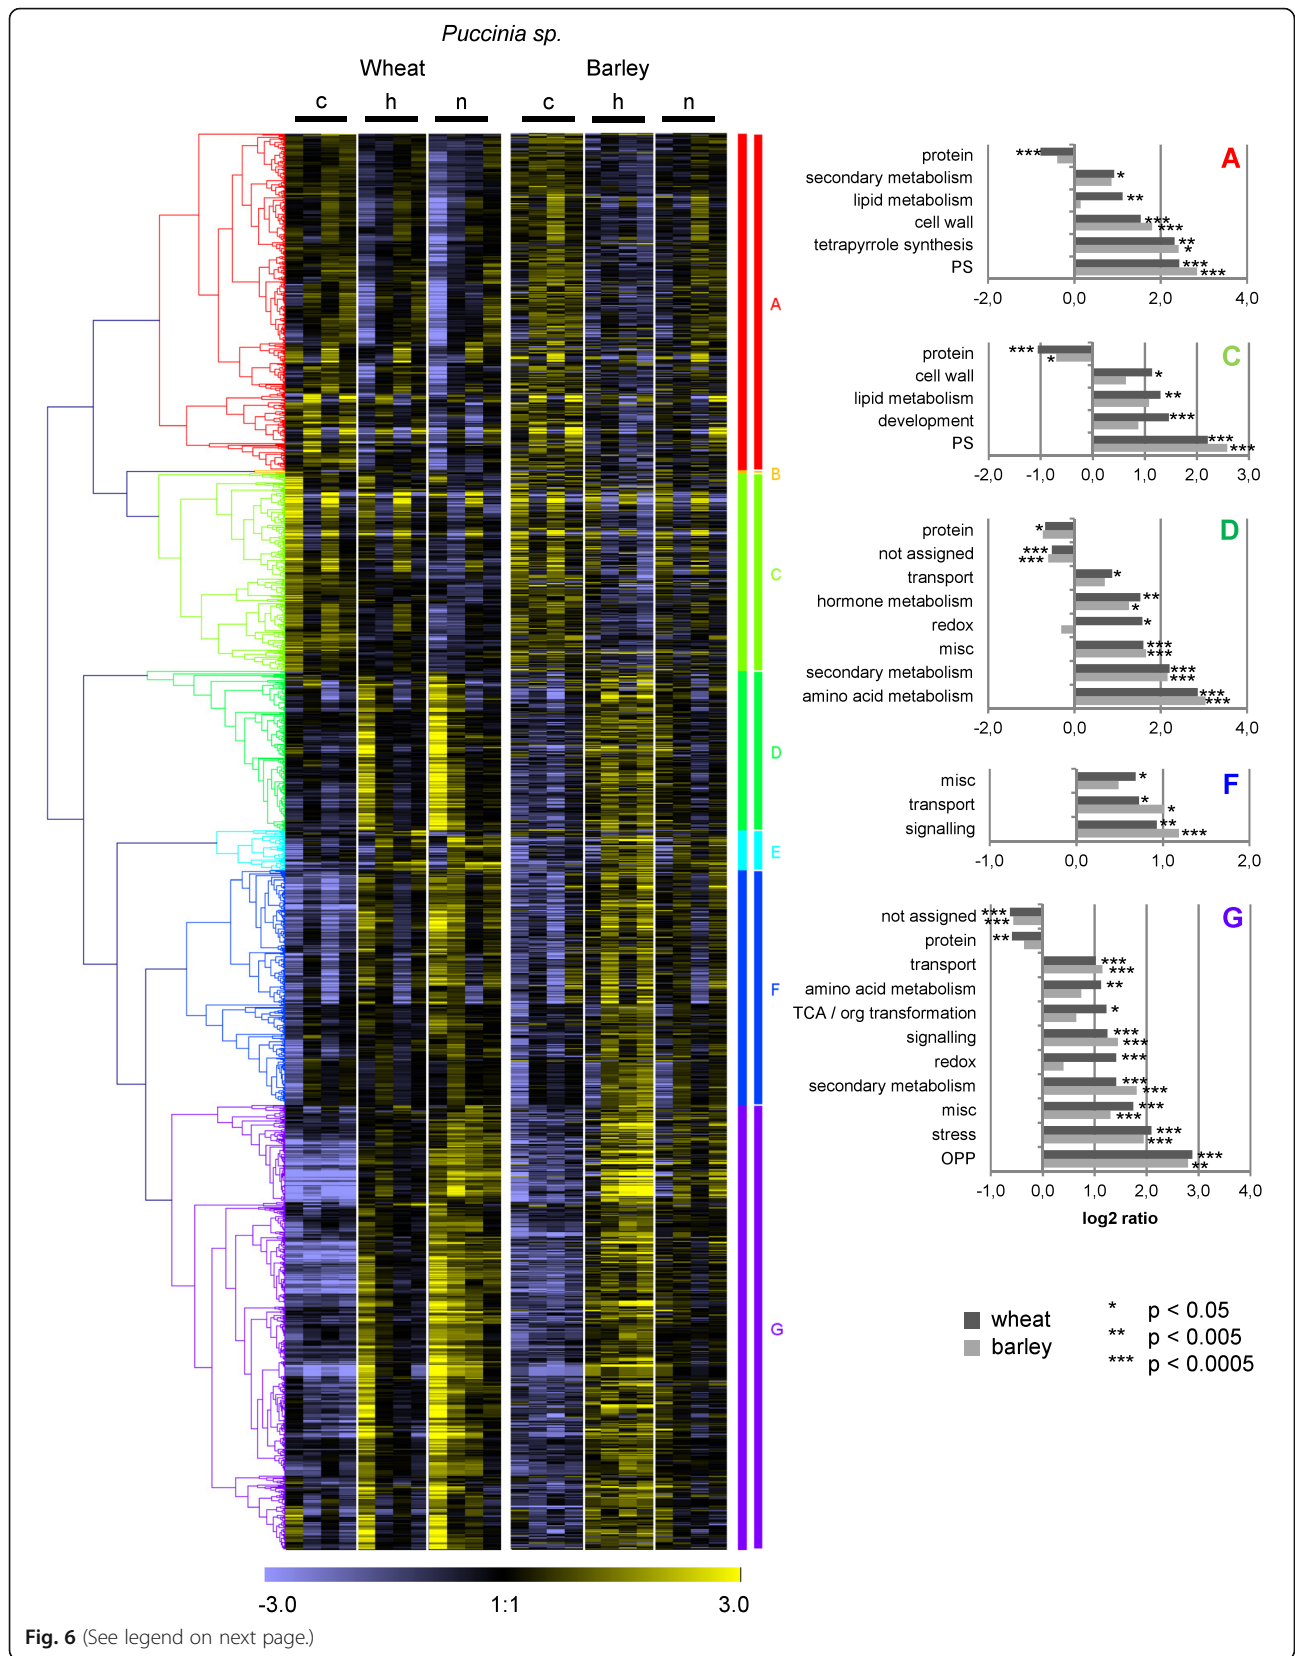 Puccinia sp.
Wheat Barley
c h n c h n
A
B
C
D
E
F
G
A
protein ***
secondary metabolism *
lipid metabolism **
cell wall *** ***
tetrapyrrole synthesis ** *
PS *** ***
-2,0 0,0 2,0 4,0
C
protein *** *
cell wall *
lipid metabolism **
development ***
PS *** ***
-2,0 -1,0 0,0 1,0 2,0 3,0
D
protein *
not assigned *** ***
transport *
hormone metabolism ** *
redox *
misc *** ***
secondary metabolism *** ***
amino acid metabolism *** ***
-2,0 0,0 2,0 4,0
F
misc *
transport * *
signalling ** ***
-1,0 0,0 1,0 2,0
G
not assigned *** ***
protein **
transport *** ***
amino acid metabolism **
TCA / org transformation *
signalling *** ***
redox ***
secondary metabolism *** ***
misc *** ***
stress *** ***
OPP *** **
-1,0 0,0 1,0 2,0 3,0 4,0
log2 ratio
wheat
barley
* p < 0.05
** p < 0.005
*** p < 0.0005
-3.0 1:1 3.0
Fig. 6 (See legend on next page.)